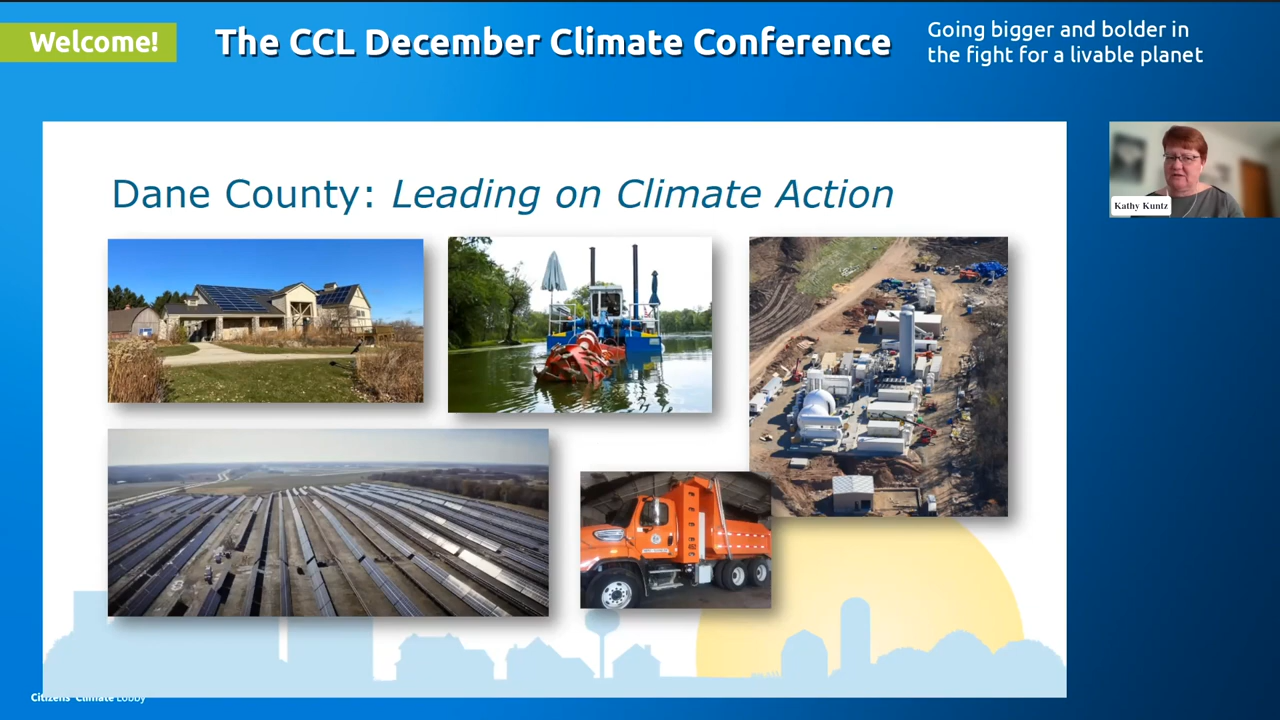 Welcome!
The CCL December Climate Conference
Going bigger and bolder in
the fight for a livable planet
Dane County: Leading on Climate Action
Kathy Kuntz
Citizens' Climate Lobby